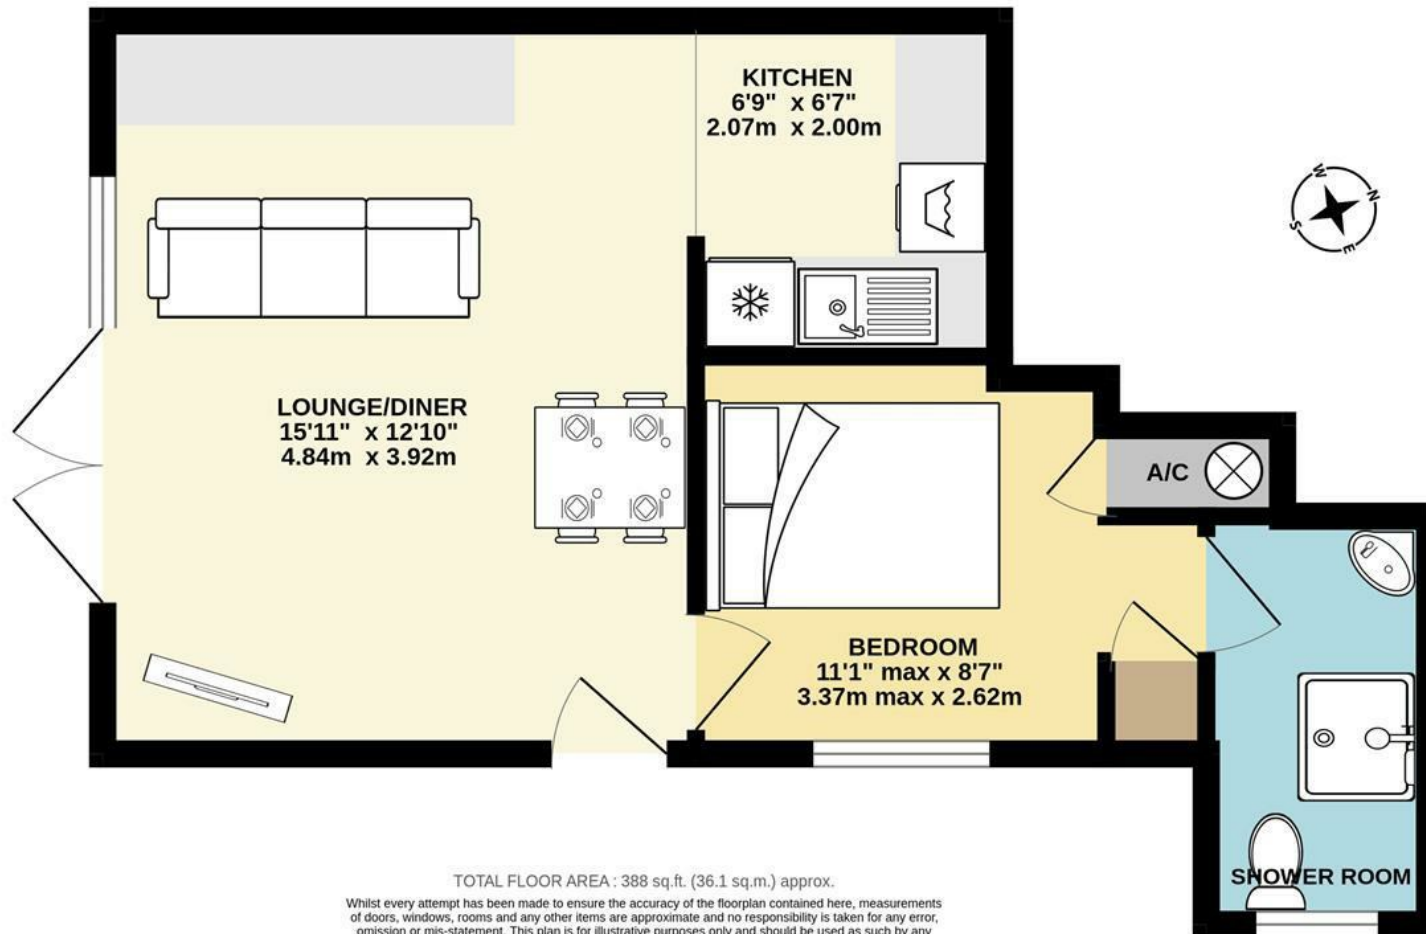 KITCHEN
6'9" x 6'7"
2.07m x 2.00m
W
N
S
E
LOUNGE/DINER
15'11" x 12'10"
4.84m x 3.92m
A/C
BEDROOM
11'1" max x 8'7"
3.37m max x 2.62m
SHOWER ROOM
TOTAL FLOOR AREA : 388 sq.ft. (36.1 sq.m.) approx.
Whilst every attempt has been made to ensure the accuracy of the floorplan contained here, measurements
of doors, windows, rooms and any other items are approximate and no responsibility is taken for any error,
omission or mis-statement. This plan is for illustrative purposes only and should be used as such by any